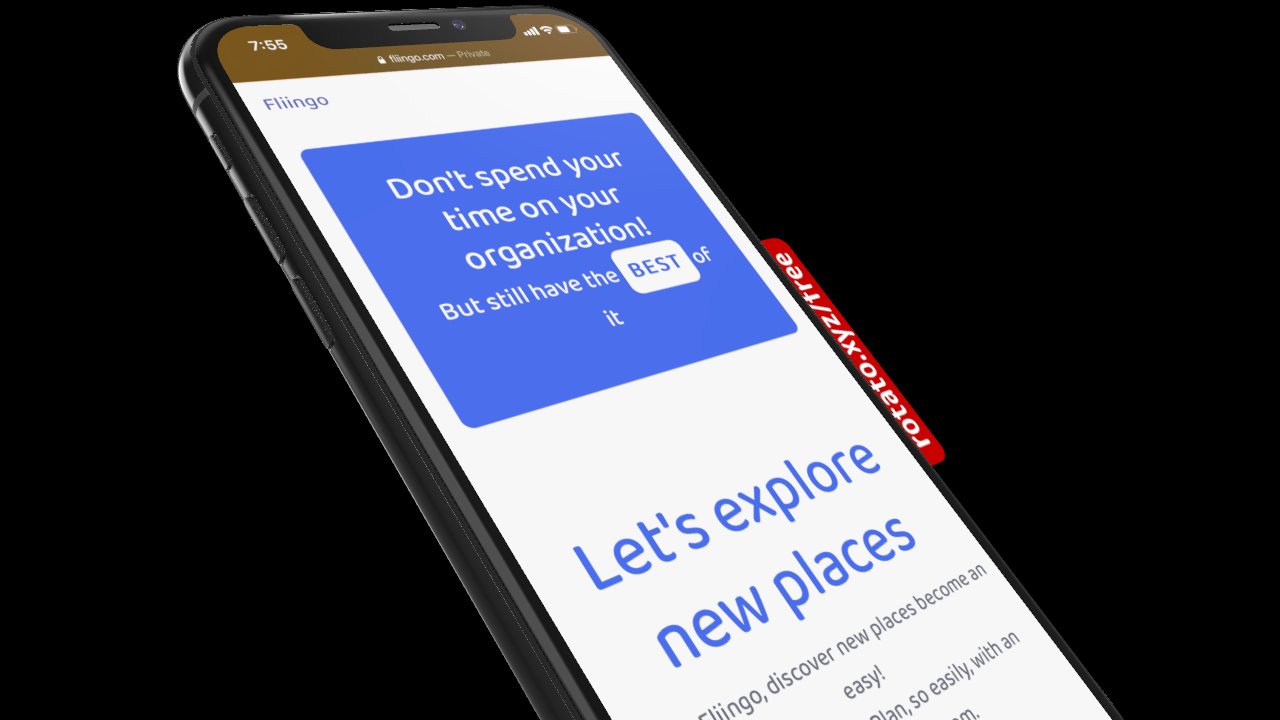 7:55
fliingo.com — Private
Fliingo
Don't spend your
time on your
organization!
But still have the BEST of
it
rotato.xyz/free
Let's explore
new places
Fliingo, discover new places become an
easy!
Plan, so easily, with an